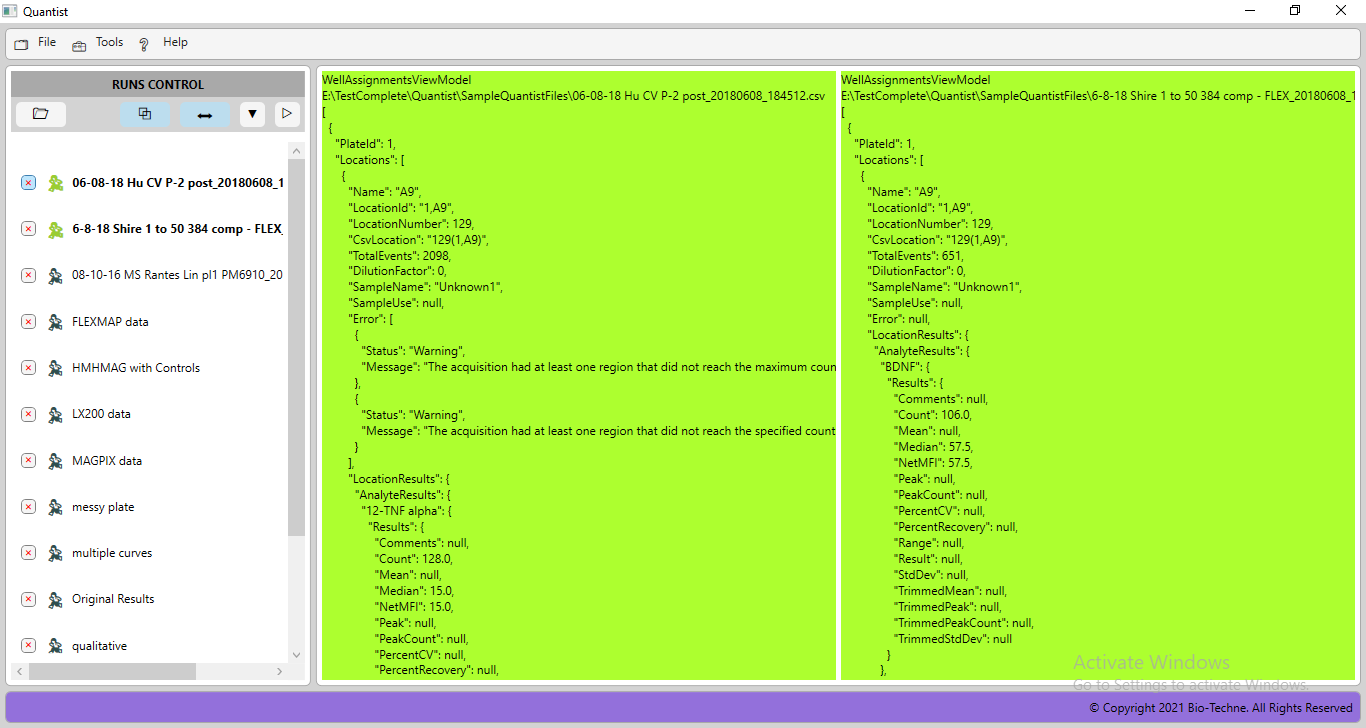 Quantist
File Tools ? Help
RUNS CONTROL
06-08-18 Hu CV P-2 post_20180608_1
6-8-18 Shire 1 to 50 384 comp - FLEX_
08-10-16 MS Rantes Lin pl1 PM6910_20
FLEXMAP data
HMHMAG with Controls
LX200 data
MAGPIX data
messy plate
multiple curves
Original Results
qualitative
WellAssignmentsViewModel
E:\TestComplete\Quantist\SampleQuantistFiles\06-08-18 Hu CV P-2 post_20180608_184512.csv
[
{
"PlateId": 1,
"Locations": [
{
"Name": "A9",
"LocationId": "1,A9",
"LocationNumber": 129,
"CsvLocation": "129(1,A9)",
"TotalEvents": 2098,
"DilutionFactor": 0,
"SampleName": "Unknown1",
"SampleUse": null,
"Error": [
{
"Status": "Warning",
"Message": "The acquisition had at least one region that did not reach the maximum coun
},
{
"Status": "Warning",
"Message": "The acquisition had at least one region that did not reach the specified count
}
],
"LocationResults": {
"AnalyteResults": {
"12-TNF alpha": {
"Results": {
"Comments": null,
"Count": 128.0,
"Mean": null,
"Median": 15.0,
"NetMFI": 15.0,
"Peak": null,
"PeakCount": null,
"PercentCV": null,
"PercentRecovery": null,
WellAssignmentsViewModel
E:\TestComplete\Quantist\SampleQuantistFiles\6-8-18 Shire 1 to 50 384 comp - FLEX_20180608_1
[
{
"PlateId": 1,
"Locations": [
{
"Name": "A9",
"LocationId": "1,A9",
"LocationNumber": 129,
"CsvLocation": "129(1,A9)",
"TotalEvents": 651,
"DilutionFactor": 0,
"SampleName": "Unknown1",
"SampleUse": null,
"Error": null,
"LocationResults": {
"AnalyteResults": {
"BDNF": {
"Results": {
"Comments": null,
"Count": 106.0,
"Mean": null,
"Median": 57.5,
"NetMFI": 57.5,
"Peak": null,
"PeakCount": null,
"PercentCV": null,
"PercentRecovery": null,
"Range": null,
"Result": null,
"StdDev": null,
"TrimmedMean": null,
"TrimmedPeak": null,
"TrimmedPeakCount": null,
"TrimmedStdDev": null
}
},
Activate Windows
Go to Settings to activate Windows.
© Copyright 2021 Bio-Techne. All Rights Reserved